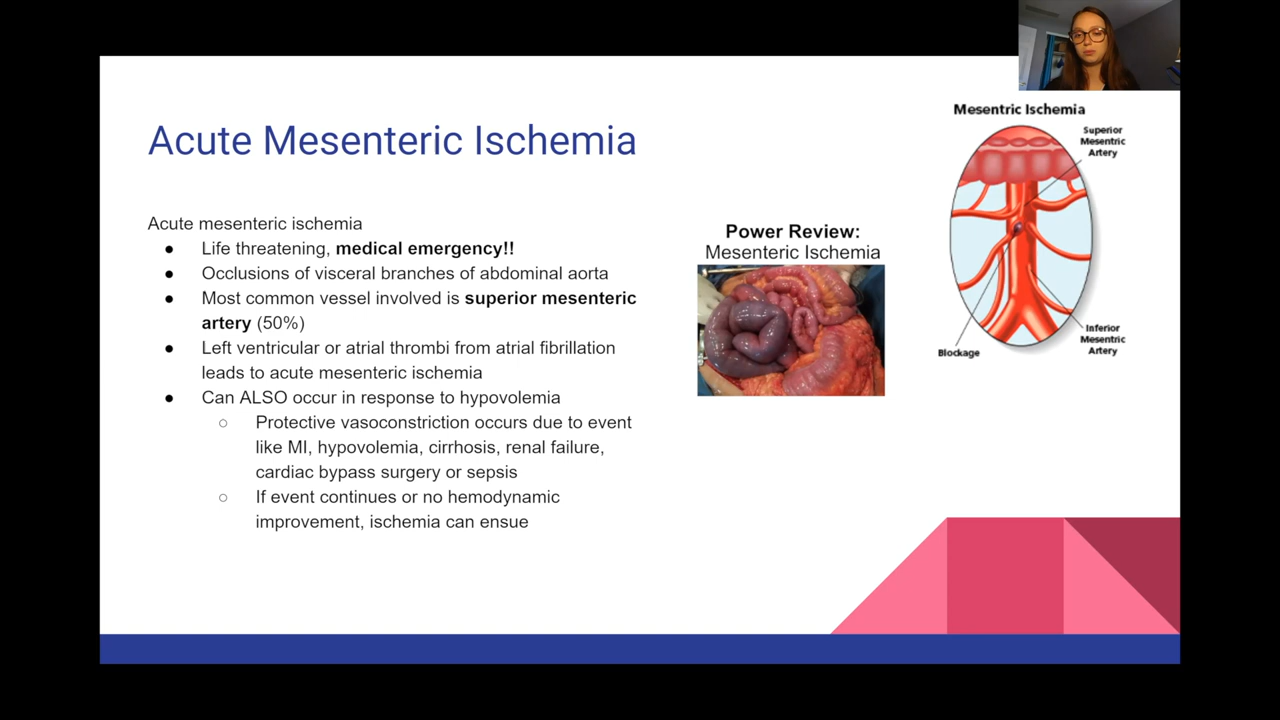 Acute Mesenteric Ischemia
Acute mesenteric ischemia
● Life threatening, medical emergency!!
● Occlusions of visceral branches of abdominal aorta
● Most common vessel involved is superior mesenteric
artery (50%)
● Left ventricular or atrial thrombi from atrial fibrillation
leads to acute mesenteric ischemia
● Can ALSO occur in response to hypovolemia
○ Protective vasoconstriction occurs due to event
like MI, hypovolemia, cirrhosis, renal failure,
cardiac bypass surgery or sepsis
○ If event continues or no hemodynamic
improvement, ischemia can ensue
Power Review:
Mesenteric Ischemia
Mesentric Ischemia
Superior
Mesentric
Artery
Blockage
Inferior
Mesentric
Artery